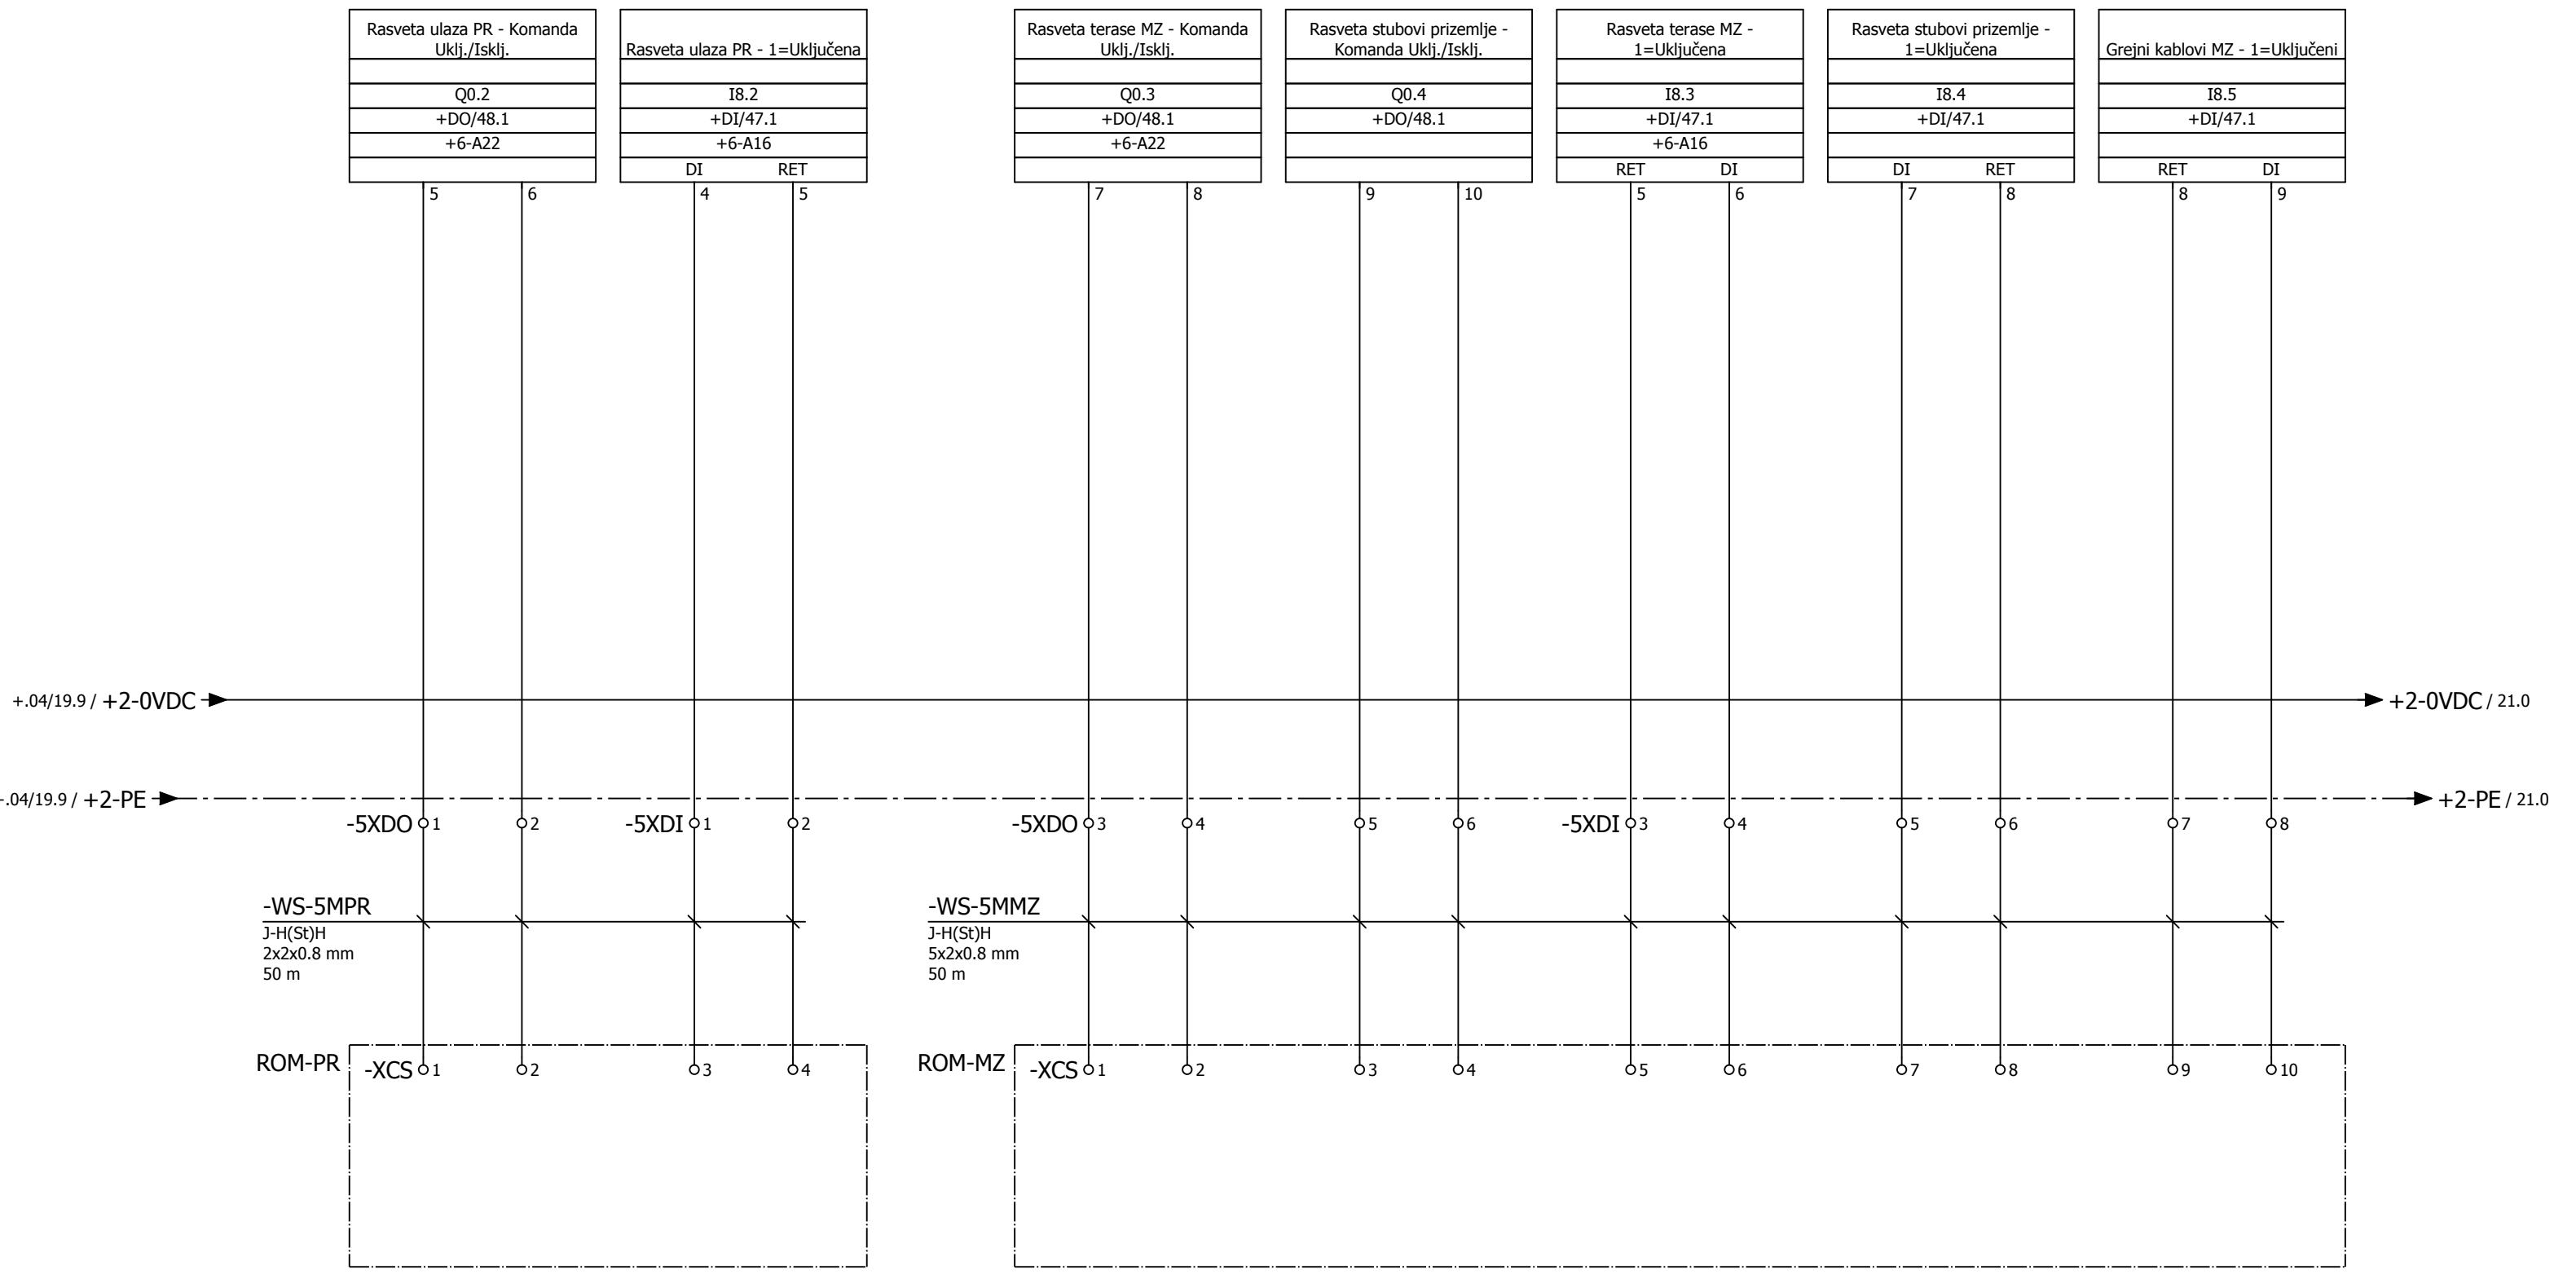 Rasveta ulaza PR - Komanda
Uklj./Isklj.
Q0.2
+DO/48.1
+6-A22
5 6
Rasveta ulaza PR - 1=Uključena
I8.2
+DI/47.1
+6-A16
DI RET
4 5
Rasveta terase MZ - Komanda
Uklj./Isklj.
Q0.3
+DO/48.1
+6-A22
7 8
Rasveta stubovi prizemlje -
Komanda Uklj./Isklj.
Q0.4
+DO/48.1
9 10
Rasveta terase MZ -
1=Uključena
I8.3
+DI/47.1
+6-A16
RET DI
5 6
Rasveta stubovi prizemlje -
1=Uključena
I8.4
+DI/47.1
DI RET
7 8
Grejni kablovi MZ - 1=Uključeni
I8.5
+DI/47.1
RET DI
8 9
+.04/19.9 / +2-0VDC
+2-0VDC / 21.0
.04/19.9 / +2-PE
+2-PE / 21.0
-5XDO 1 2 -5XDI 1 2 -5XDO 3 4 5 6 -5XDI 3 4 5 6 7 8
-WS-5MPR
J-H(St)H
2x2x0.8 mm
50 m
-WS-5MMZ
J-H(St)H
5x2x0.8 mm
50 m
ROM-PR -XCS 1 2 3 4
ROM-MZ -XCS 1 2 3 4 5 6 7 8 9 10